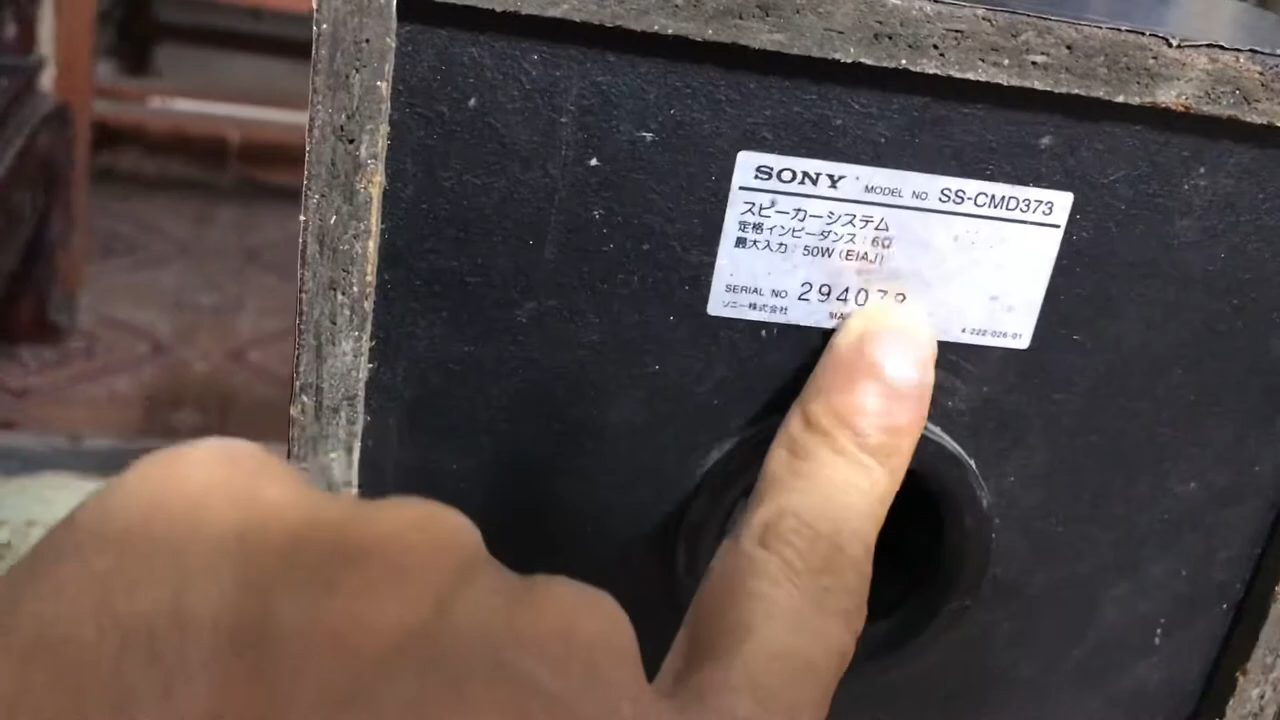 SONY MODEL NO. SS-CMD373
スピーカーシステム
定格インピーダンス：6Ω
最大入力：50W (EIAJ)
SERIAL NO 2940
ソニー株式会社 4-222-026-01